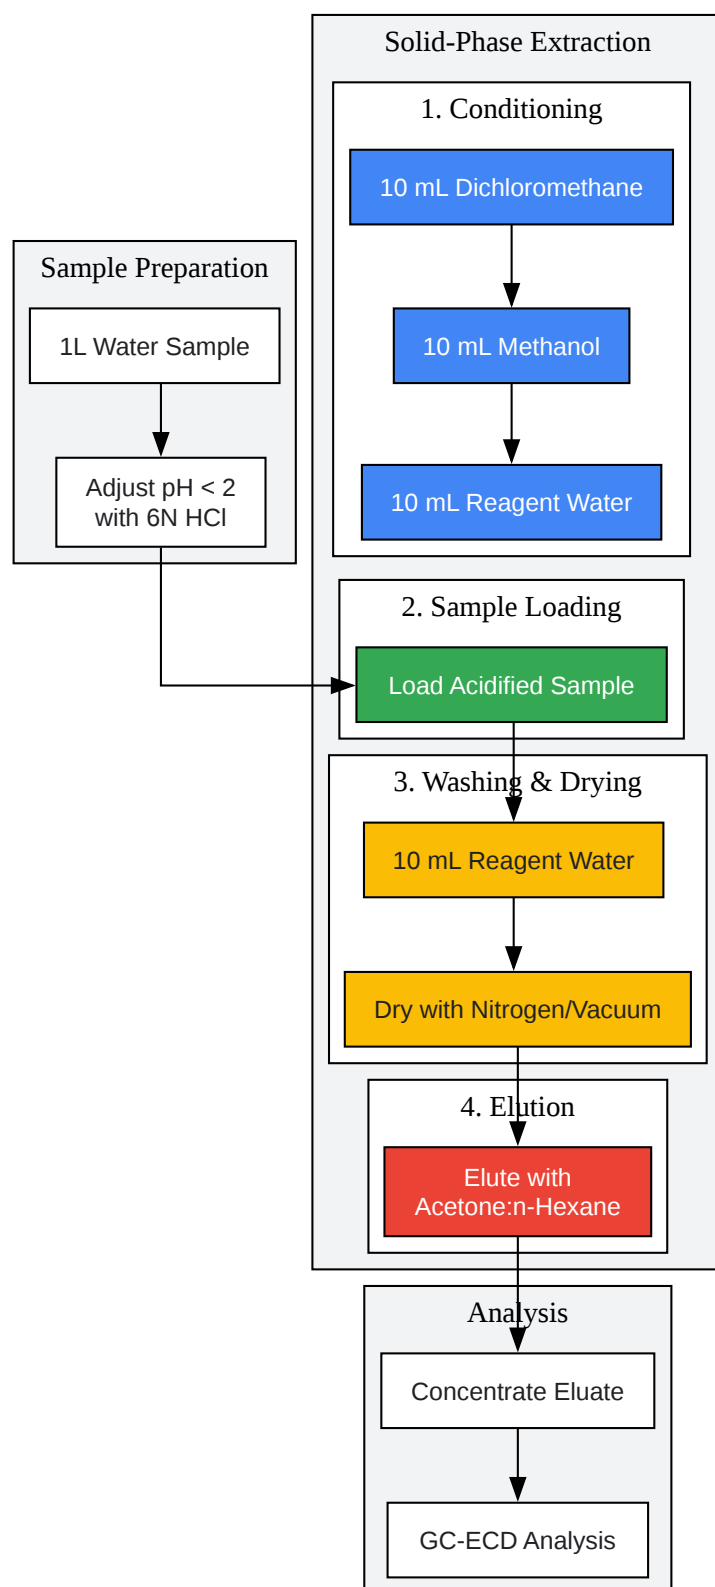 Solid-Phase Extraction
1. Conditioning
10 mL Dichloromethane
Sample Preparation
1L Water Sample
10 mL Methanol
Adjust pH < 2
with 6N HCl
10 mL Reagent Water
2. Sample Loading
Load Acidified Sample
3. Washing & Drying
10 mL Reagent Water
Dry with Nitrogen/Vacuum
4. Elution
Elute with
Acetone:n-Hexane
Analysis
Concentrate Eluate
GC-ECD Analysis